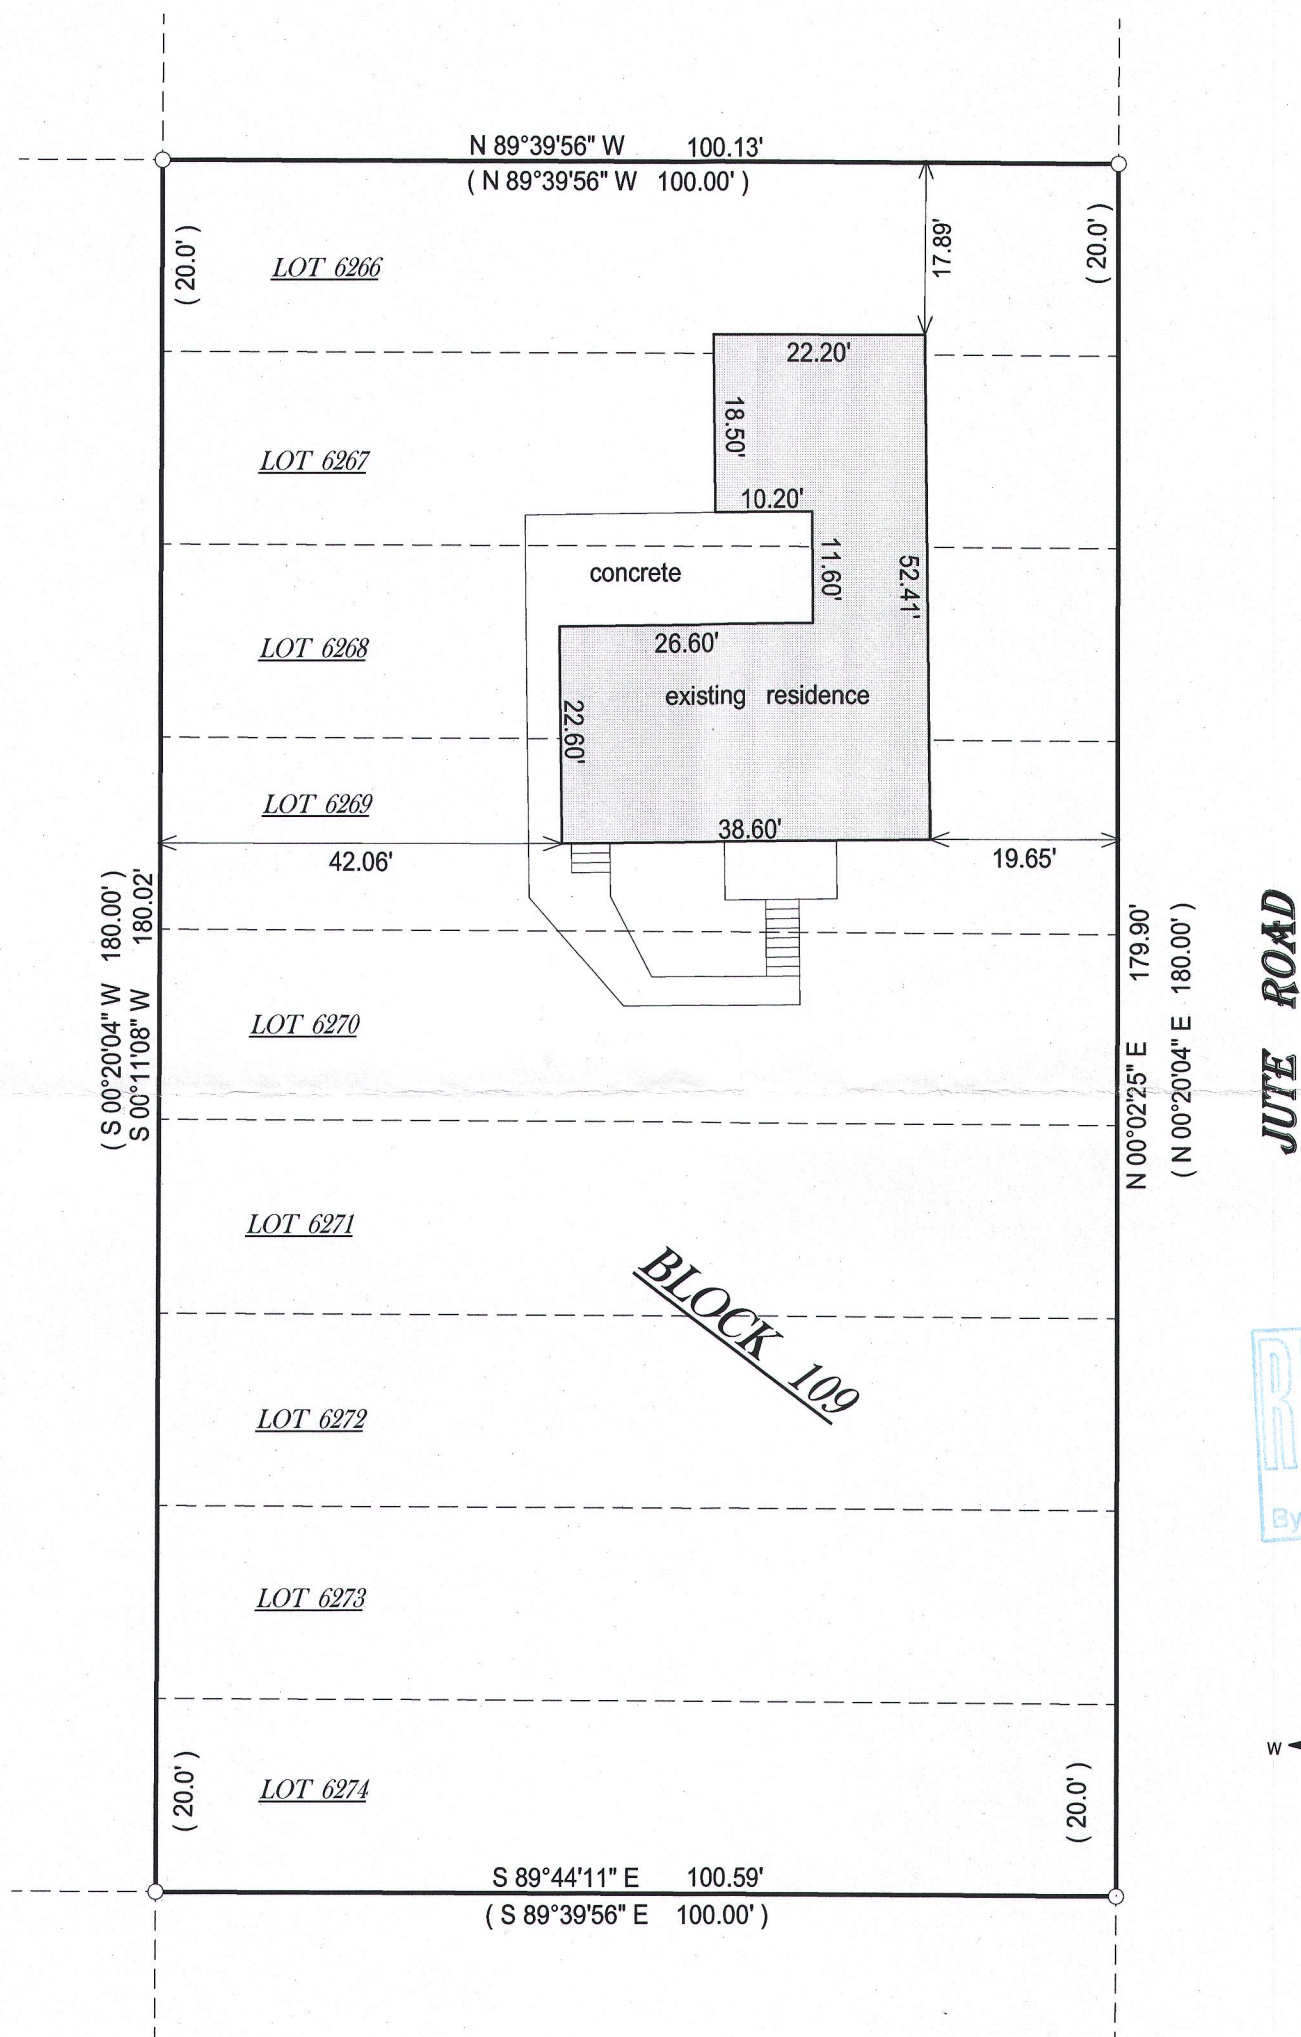 N 89°39'56" W 100.13'
( N 89°39'56" W 100.00' )
( 20.0' )
( 20.0' )
17.89'
LOT 6266
22.20'
18.50'
LOT 6267
10.20'
11.60'
52.41'
concrete
26.60'
LOT 6268
existing residence
22.60'
LOT 6269
38.60'
42.06'
19.65'
( S 00°20'04" W 180.00' )
S 00°11'08" W 180.02'
N 00°02'25" E 179.90'
( N 00°20'04" E 180.00' )
JUTE ROAD
LOT 6270
LOT 6271
BLOCK 109
LOT 6272
By
LOT 6273
W
( 20.0' )
LOT 6274
( 20.0' )
S 89°44'11" E 100.59'
( S 89°39'56" E 100.00' )